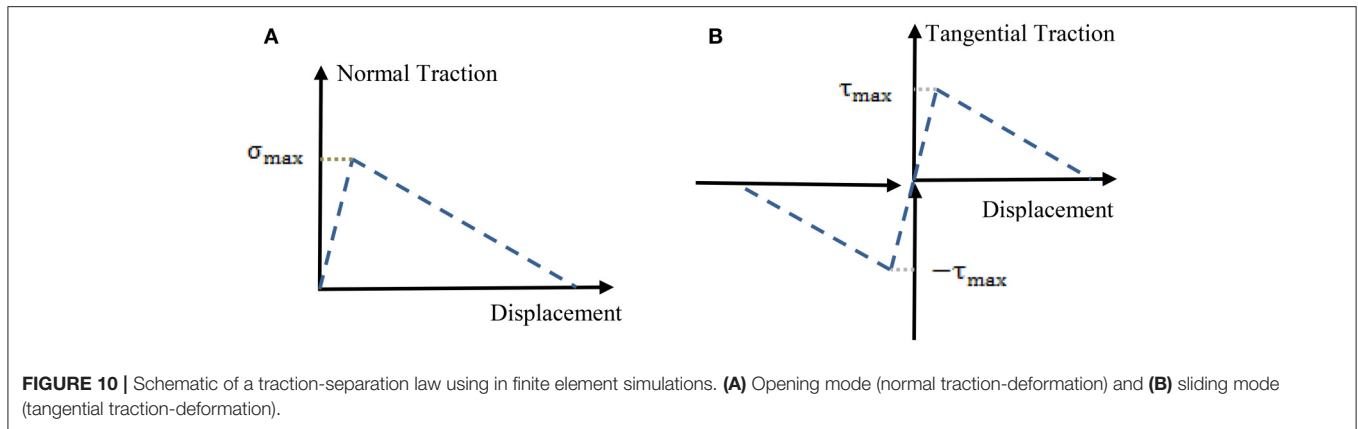 A
Normal Traction
σmax
Displacement
B
Tangential Traction
τmax
Displacement
−τmax
FIGURE 10 | Schematic of a traction-separation law using in finite element simulations. (A) Opening mode (normal traction-deformation) and (B) sliding mode
(tangential traction-deformation).